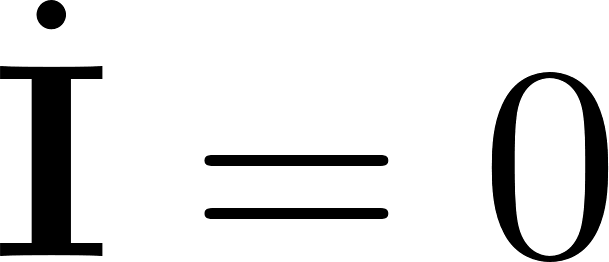 İ = 0